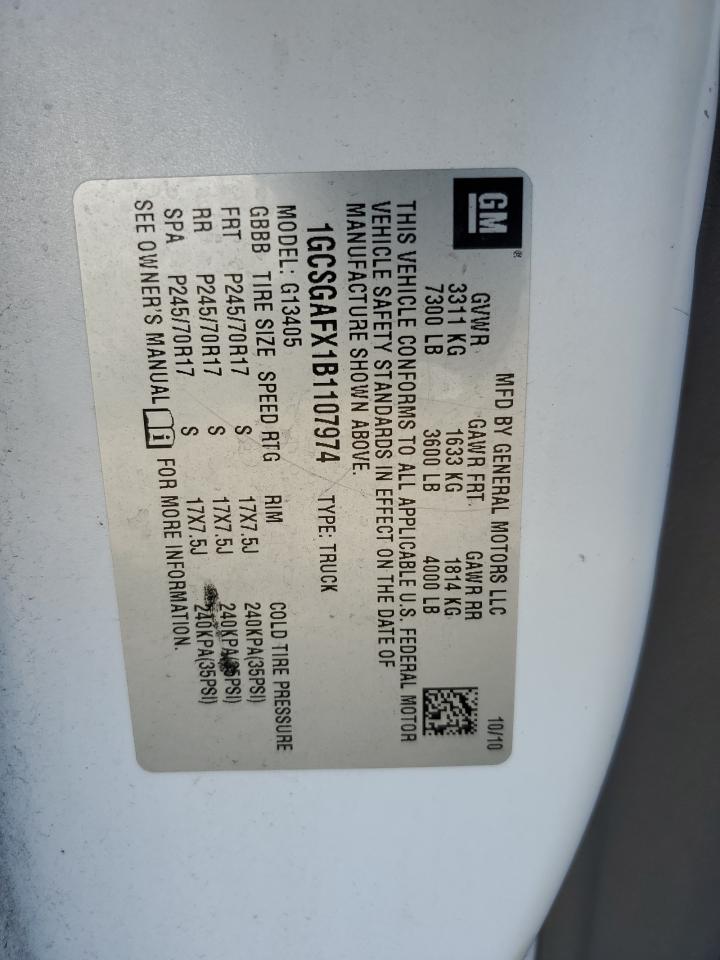 GM®
MFD BY GENERAL MOTORS LLC 10/10
GVWR GAWR FRT. GAWR RR
3311 KG 1633 KG 1814 KG
7300 LB 3600 LB 4000 LB
THIS VEHICLE CONFORMS TO ALL APPLICABLE U.S. FEDERAL MOTOR
VEHICLE SAFETY STANDARDS IN EFFECT ON THE DATE OF
MANUFACTURE SHOWN ABOVE.
1GCSGAFX1B1107974 TYPE: TRUCK
MODEL: G13405
GBBB TIRE SIZE SPEED RTG RIM COLD TIRE PRESSURE
FRT P245/70R17 S 17X7.5J 240KPA(35PSI)
RR P245/70R17 S 17X7.5J 240KPA(35PSI)
SPA P245/70R17 S 17X7.5J 240KPA(35PSI)
SEE OWNER'S MANUAL i FOR MORE INFORMATION.